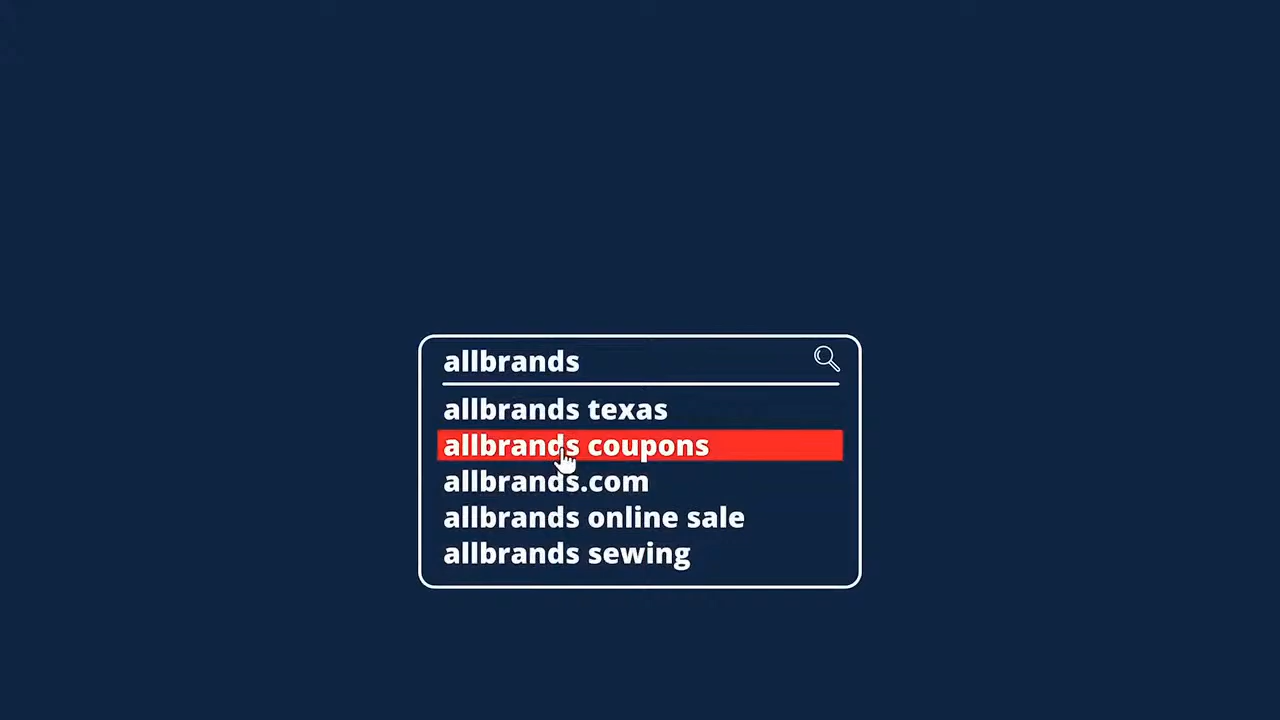 allbrands
allbrands texas
allbrands coupons
allbrands.com
allbrands online sale
allbrands sewing